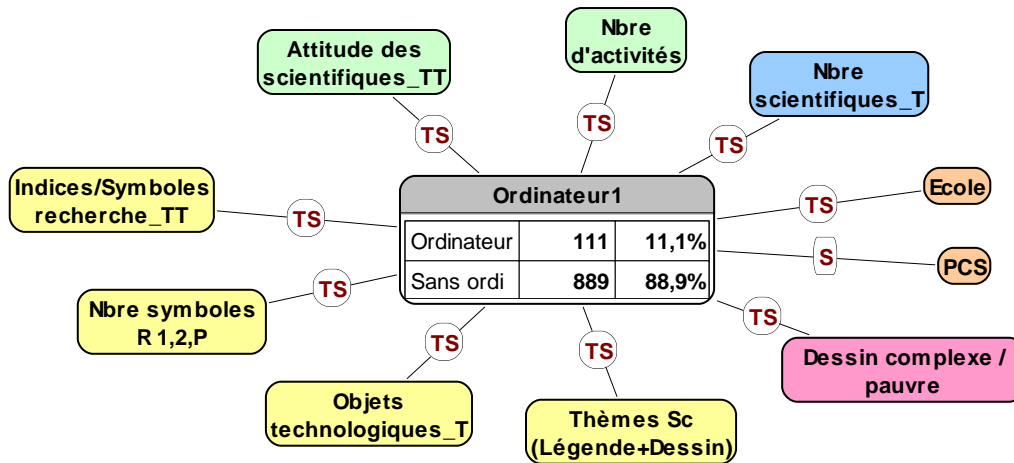 Attitude des
scientifiques_TT
Nbre
d'activités
Nbre
scientifiques_T
TS
TS
TS
Indices/Symboles
recherche_TT
TS
Ordinateur1
Ordinateur 111 11,1%
Sans ordi 889 88,9%
TS
Ecole
S
PCS
Nbre symboles
R 1,2,P
TS
TS
Objets
technologiques_T
TS
Thèmes Sc
(Légende+Dessin)
TS
Dessin complexe /
pauvre